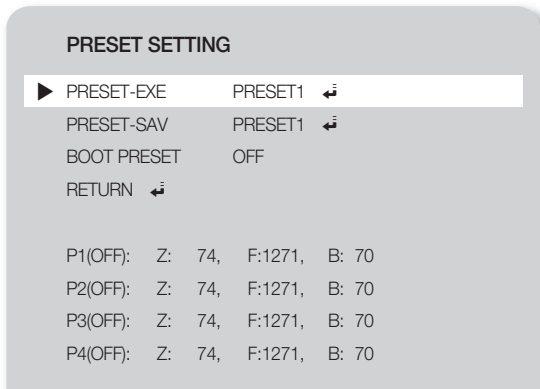 PRESET SETTING
▶ PRESET-EXE PRESET1 ↵
PRESET-SAV PRESET1 ↵
BOOT PRESET OFF
RETURN ↵
P1(OFF): Z: 74, F:1271, B: 70
P2(OFF): Z: 74, F:1271, B: 70
P3(OFF): Z: 74, F:1271, B: 70
P4(OFF): Z: 74, F:1271, B: 70